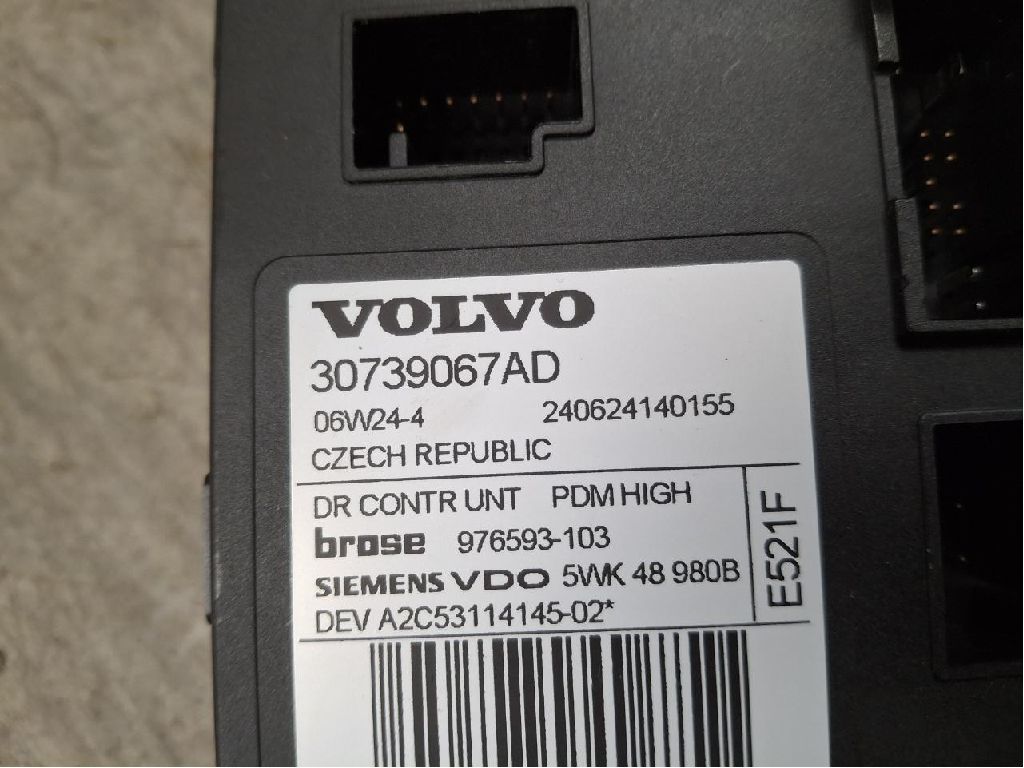 VOLVO
30739067AD
06W24-4 240624140155
CZECH REPUBLIC
DR CONTR UNT PDM HIGH
brose 976593-103
SIEMENS VDO 5WK 48 980B
DEV A2C53114145-02*
E521F